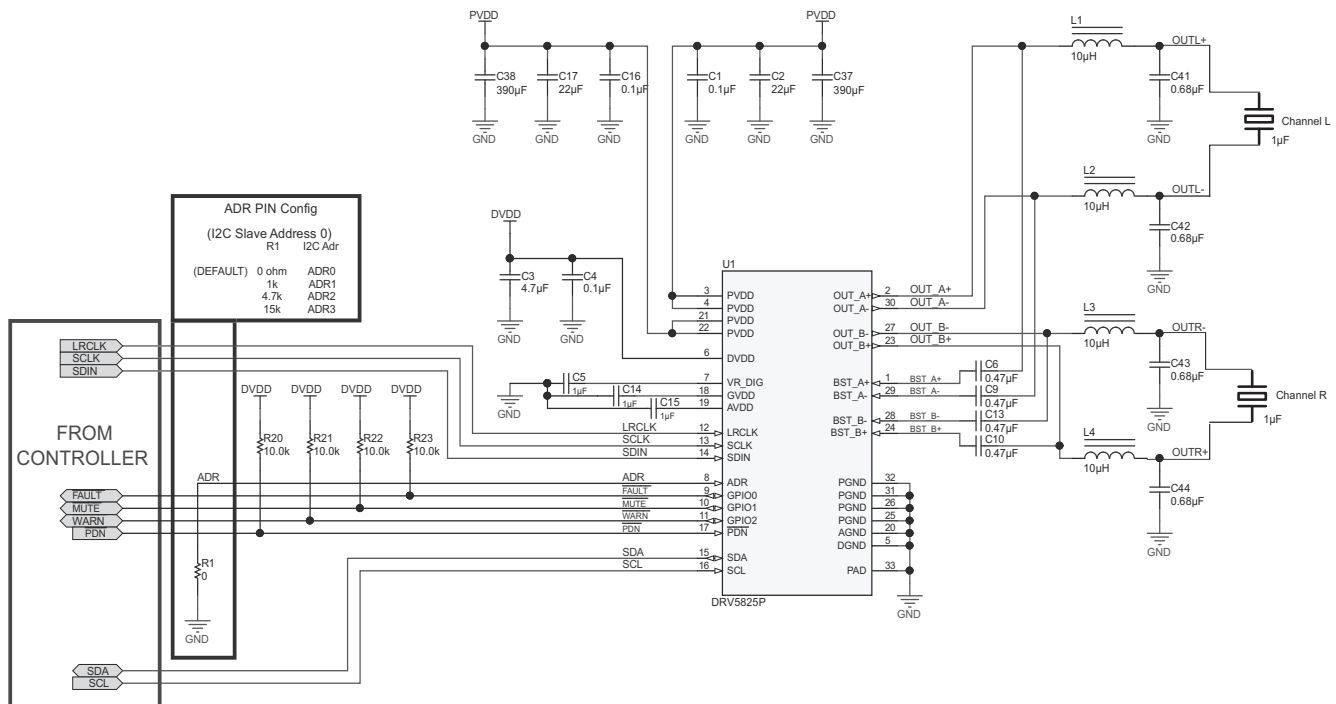 PVDD
C38
390µF
GND
C17
22µF
GND
C16
0.1µF
GND
PVDD
C1
0.1µF
GND
C2
22µF
GND
C37
390µF
GND
L1
10µH
OUTL+
C41
0.68µF
GND
Channel L
1µF
L2
10µH
OUTL-
C42
0.68µF
GND
ADR PIN Config
(I2C Slave Address 0)
R1 I2C Adr
(DEFAULT) 0 ohm ADR0
1k ADR1
4.7k ADR2
15k ADR3
DVDD
C3
4.7µF
GND
C4
0.1µF
GND
U1
3 PVDD
4 PVDD
21 PVDD
22 PVDD
6 DVDD
7 VR_DIG
18 GVDD
19 AVDD
12 LRCLK
13 SCLK
14 SDIN
8 ADR
9 GPIO0
10 GPIO1
11 GPIO2
17 PDN
15 SDA
16 SCL
OUT_A+ 2 OUT_A+
OUT_A- 30 OUT_A-
OUT_B- 27 OUT_B-
OUT_B+ 23 OUT_B+
BST_A+ 1 BST_A+
BST_A- 29 BST_A-
BST_B- 28 BST_B-
BST_B+ 24 BST_B+
PGND 32
PGND 31
PGND 26
PGND 25
AGND 20
DGND 5
PAD 33
GND
DRV5825P
C6
0.47µF
C9
0.47µF
C13
0.47µF
C10
0.47µF
L3
10µH
OUTR-
C43
0.68µF
GND
Channel R
1µF
L4
10µH
OUTR+
C44
0.68µF
GND
GND
C5
1µF
C14
1µF
C15
1µF
LRCLK
SCLK
SDIN
ADR
FAULT
MUTE
WARN
PDN
SDA
SCL
LRCLK
SCLK
SDIN
FROM
CONTROLLER
FAULT
MUTE
WARN
PDN
SDA
SCL
DVDD
R20
10.0k
DVDD
R21
10.0k
DVDD
R22
10.0k
DVDD
R23
10.0k
ADR
R1
0
GND